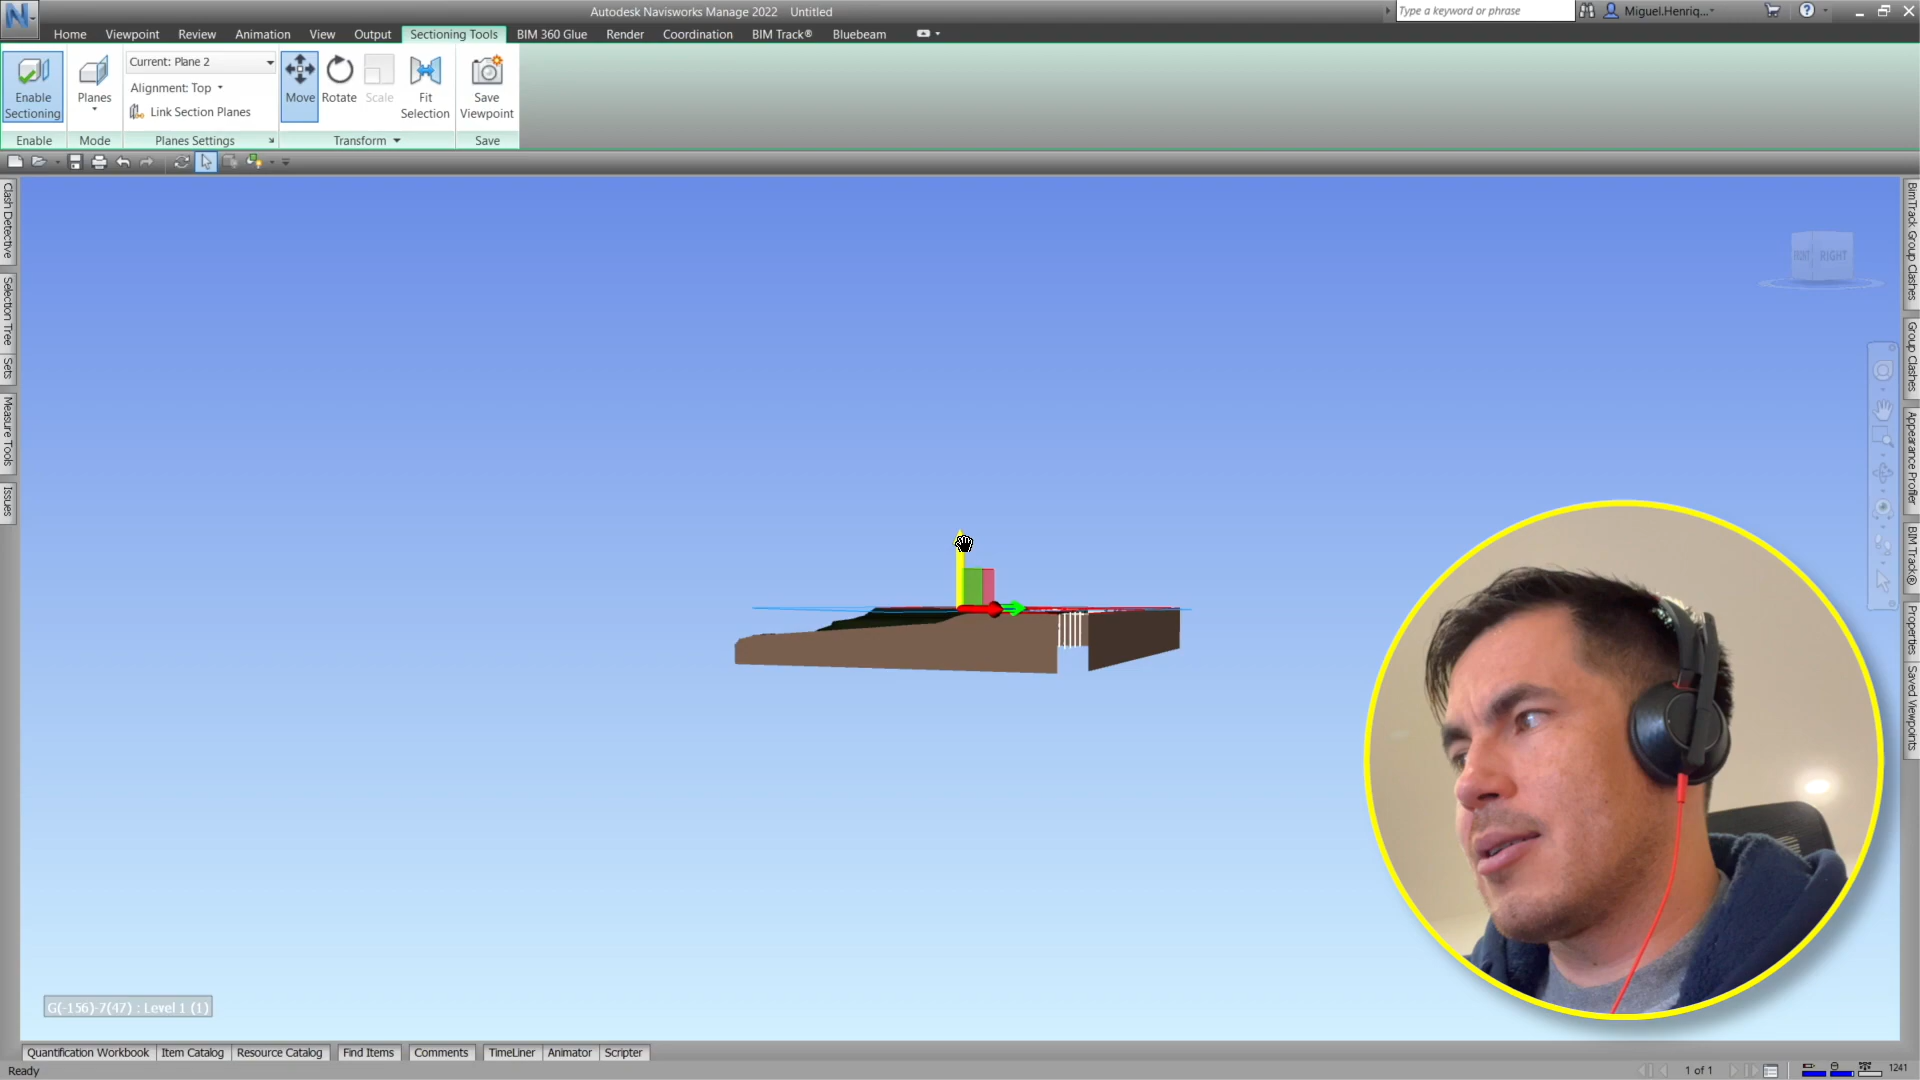 Autodesk Navisworks Manage 2022 Untitled
Type a keyword or phrase
Miguel.Henriq...
Home Viewpoint Review Animation View Output Sectioning Tools BIM 360 Glue Render Coordination BIM Track® Bluebeam
Enable Sectioning
Planes
Current: Plane 2
Alignment: Top
Link Section Planes
Move
Rotate
Scale
Fit Selection
Save Viewpoint
Enable
Mode
Planes Settings
Transform
Save
Clash Detective
Selection Tree
Sets
Measure Tools
Issues
FRONT
RIGHT
BimTrack Group Clashes
Group Clashes
Appearance Profiler
BIM Track®
Properties
Saved Viewpoints
G(-156)-7(47) : Level 1 (1)
Quantification Workbook Item Catalog Resource Catalog Find Items Comments TimeLiner Animator Scripter
Ready
1 of 1
1241